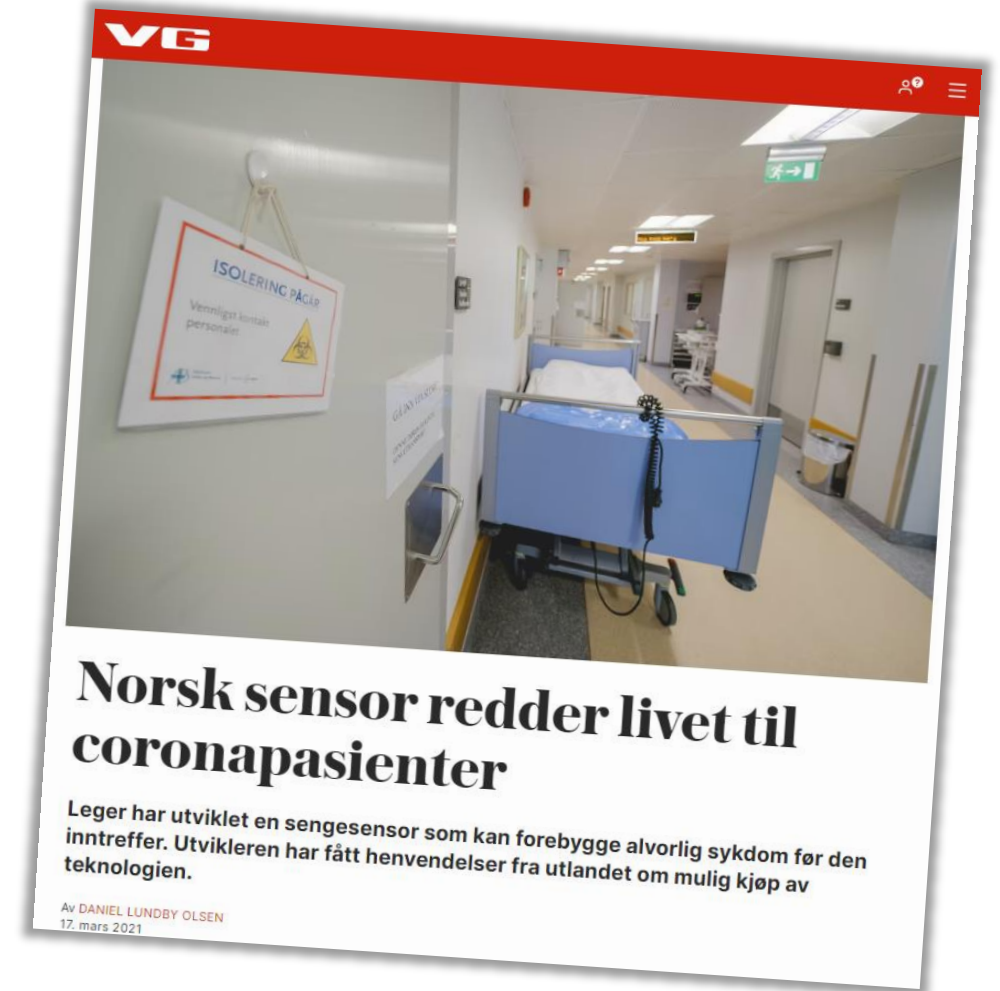 VG
ISOLERING PÅGÅR
Vennligst kontakt
personalet
Norsk sensor redder livet til
coronapasienter
Leger har utviklet en sengesensor som kan forebygge alvorlig sykdom før den
inntreffer. Utvikleren har fått henvendelser fra utlandet om mulig kjøp av
teknologien.
Av DANIEL LUNDBY OLSEN
17. mars 2021